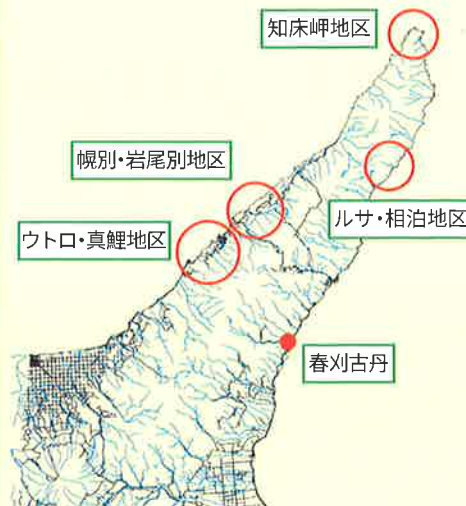 知床岬地区
幌別・岩尾別地区
ルサ・相泊地区
ウトロ・真鯉地区
春刈古丹